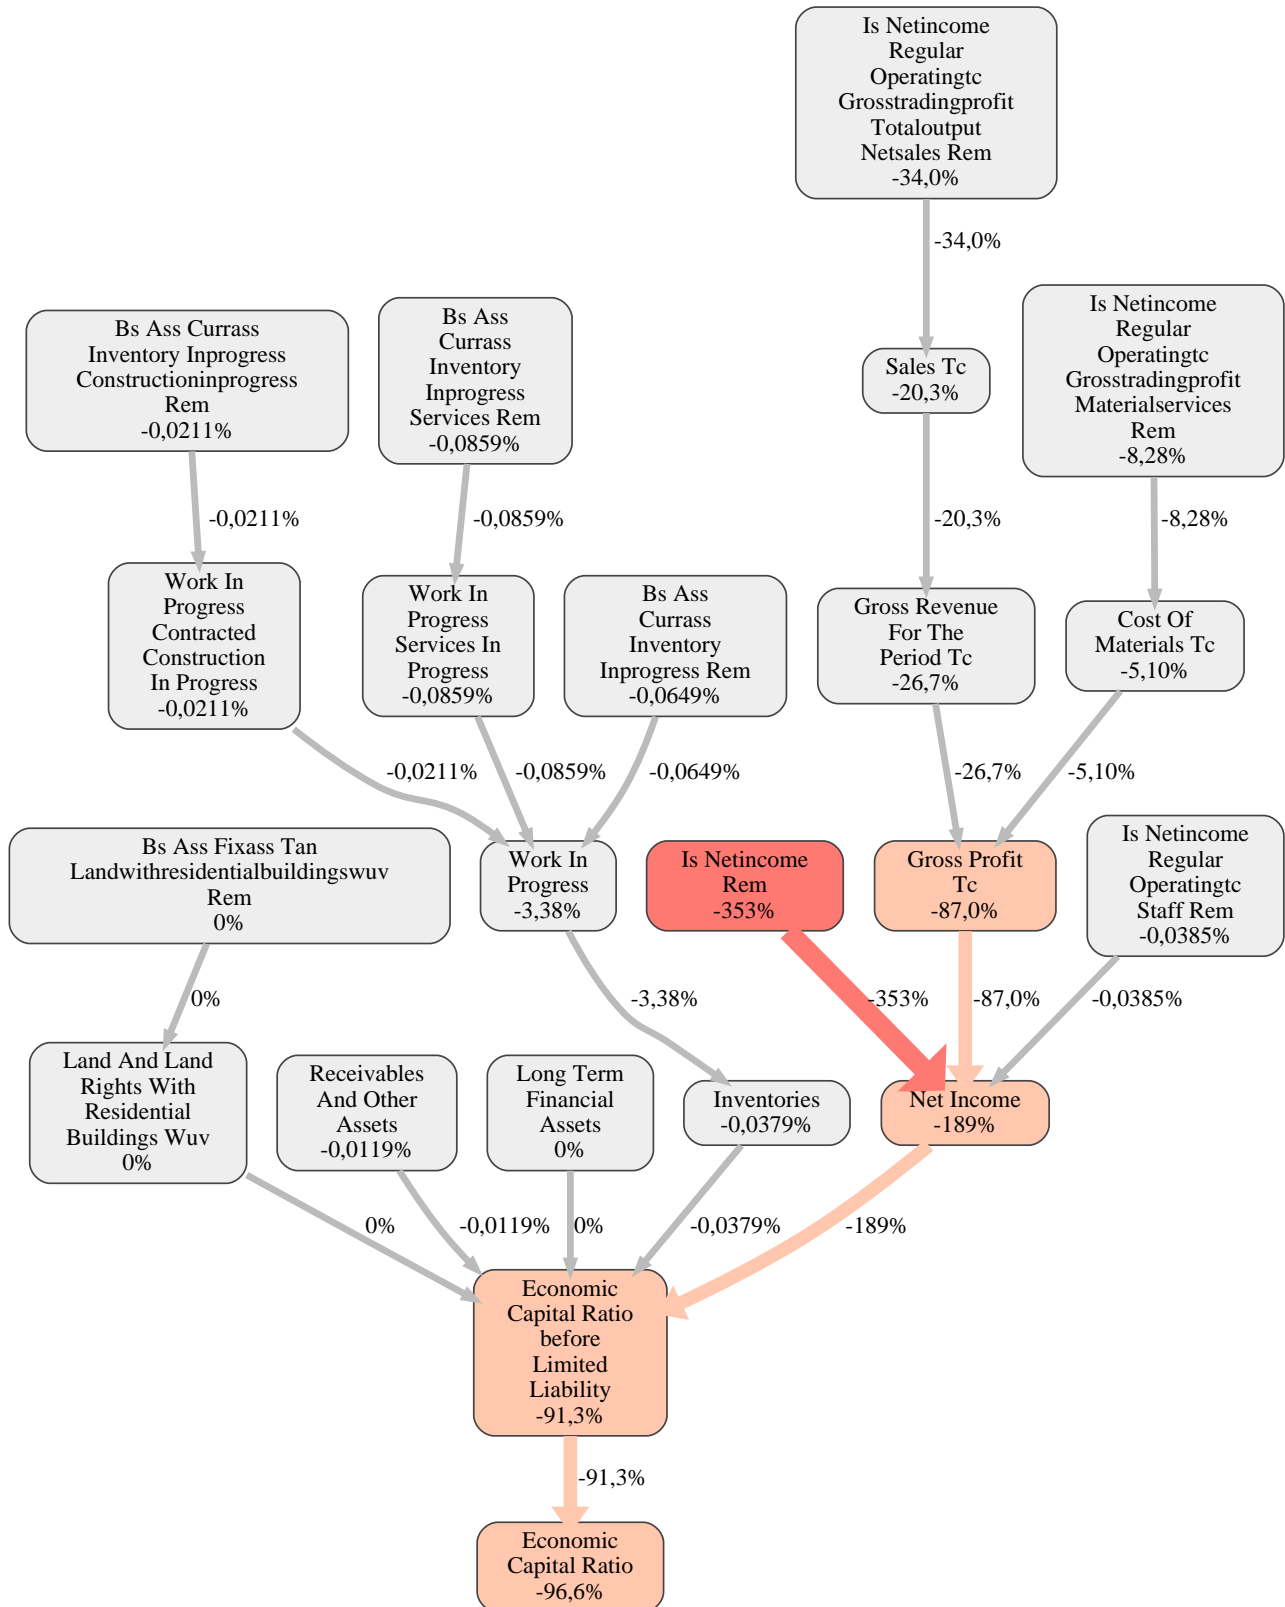 Is Netincome
Regular
Operatingtc
Grosstradingprofit
Totaloutput
Netsales Rem
-34,0%
-34,0%
Bs Ass Currass
Inventory Inprogress
Constructioninprogress
Rem
-0,0211%
Bs Ass
Currass
Inventory
Inprogress
Services Rem
-0,0859%
Sales Tc
-20,3%
Is Netincome
Regular
Operatingtc
Grosstradingprofit
Materialservices
Rem
-8,28%
-0,0211%
-0,0859%
-20,3%
-8,28%
Work In
Progress
Contracted
Construction
In Progress
-0,0211%
Work In
Progress
Services In
Progress
-0,0859%
Bs Ass
Currass
Inventory
Inprogress Rem
-0,0649%
Gross Revenue
For The
Period Tc
-26,7%
Cost Of
Materials Tc
-5,10%
-0,0211%
-0,0859%
-0,0649%
-26,7%
-5,10%
Bs Ass Fixass Tan
Landwithresidentialbuildingswuv
Rem
0%
Work In
Progress
-3,38%
Is Netincome
Rem
-353%
Gross Profit
Tc
-87,0%
Is Netincome
Regular
Operatingtc
Staff Rem
-0,0385%
0%
-3,38%
-353%
-87,0%
-0,0385%
Land And Land
Rights With
Residential
Buildings Wuv
0%
Receivables
And Other
Assets
-0,0119%
Long Term
Financial
Assets
0%
Inventories
-0,0379%
Net Income
-189%
0%
-0,0119%
0%
-0,0379%
-189%
Economic
Capital Ratio
before
Limited
Liability
-91,3%
-91,3%
Economic
Capital Ratio
-96,6%